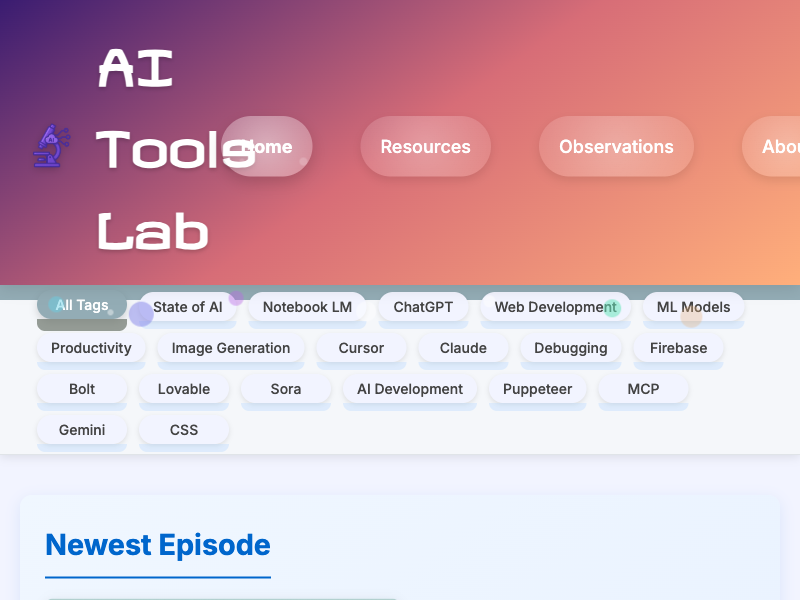 AI
Tools
Lab
Home
Resources
Observations
All Tags
State of AI
Notebook LM
ChatGPT
Web Development
ML Models
Productivity
Image Generation
Cursor
Claude
Debugging
Firebase
Bolt
Lovable
Sora
AI Development
Puppeteer
MCP
Gemini
CSS
Newest Episode